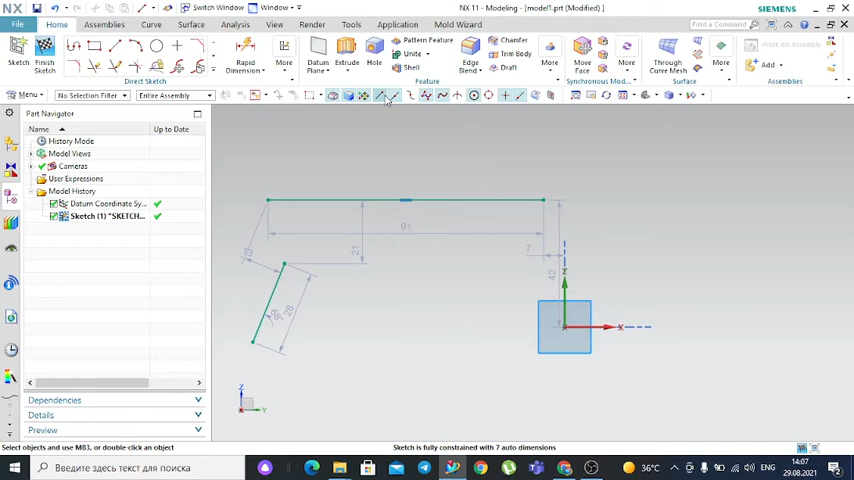 NX
Switch Window
Window
NX 11 - Modeling - [model1.prt (Modified) ]
SIEMENS
File
Home
Assemblies
Curve
Surface
Analysis
View
Render
Tools
Application
Mold Wizard
Find a Command
Sketch
Finish Sketch
Rapid Dimension
More
Direct Sketch
Datum Plane
Extrude
Hole
Pattern Feature
Unite
Shell
Edge Blend
Chamfer
Trim Body
Draft
More
Feature
Move Face
More
Synchronous Mod...
Through Curve Mesh
More
Surface
Work on Assembly
Add
Assemblies
Menu
No Selection Filter
Entire Assembly
Part Navigator
Name
Up to Date
History Mode
Model Views
Cameras
User Expressions
Model History
Datum Coordinate Sy...
Sketch (1) "SKETCH...
Dependencies
Details
Preview
91
21
28
7
42
Z
X
Z
Y
Select objects and use MB3, or double-click an object
Sketch is fully constrained with 7 auto dimensions
Введите здесь текст для поиска
36°C
ENG
14:07
29.08.2021
2